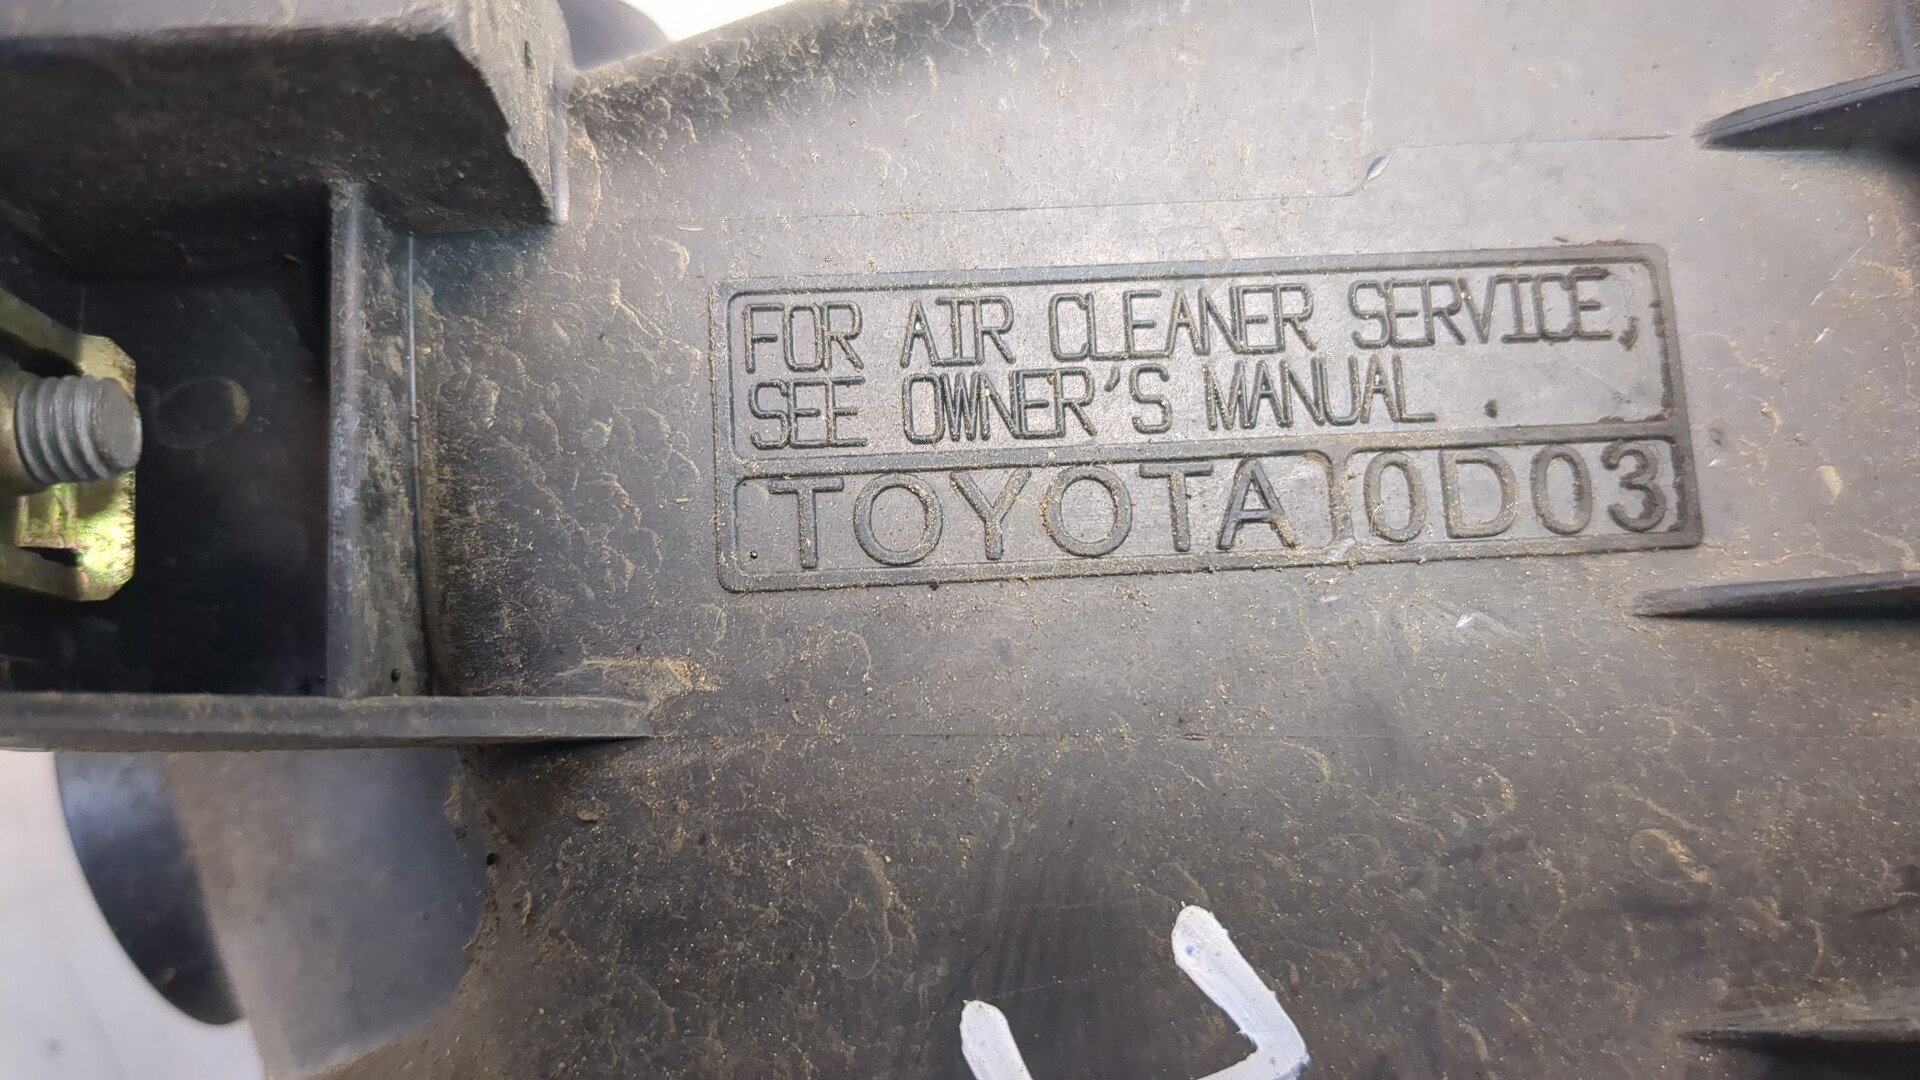 FOR AIR CLEANER SERVICE,
SEE OWNER'S MANUAL .
TOYOTA 0D03